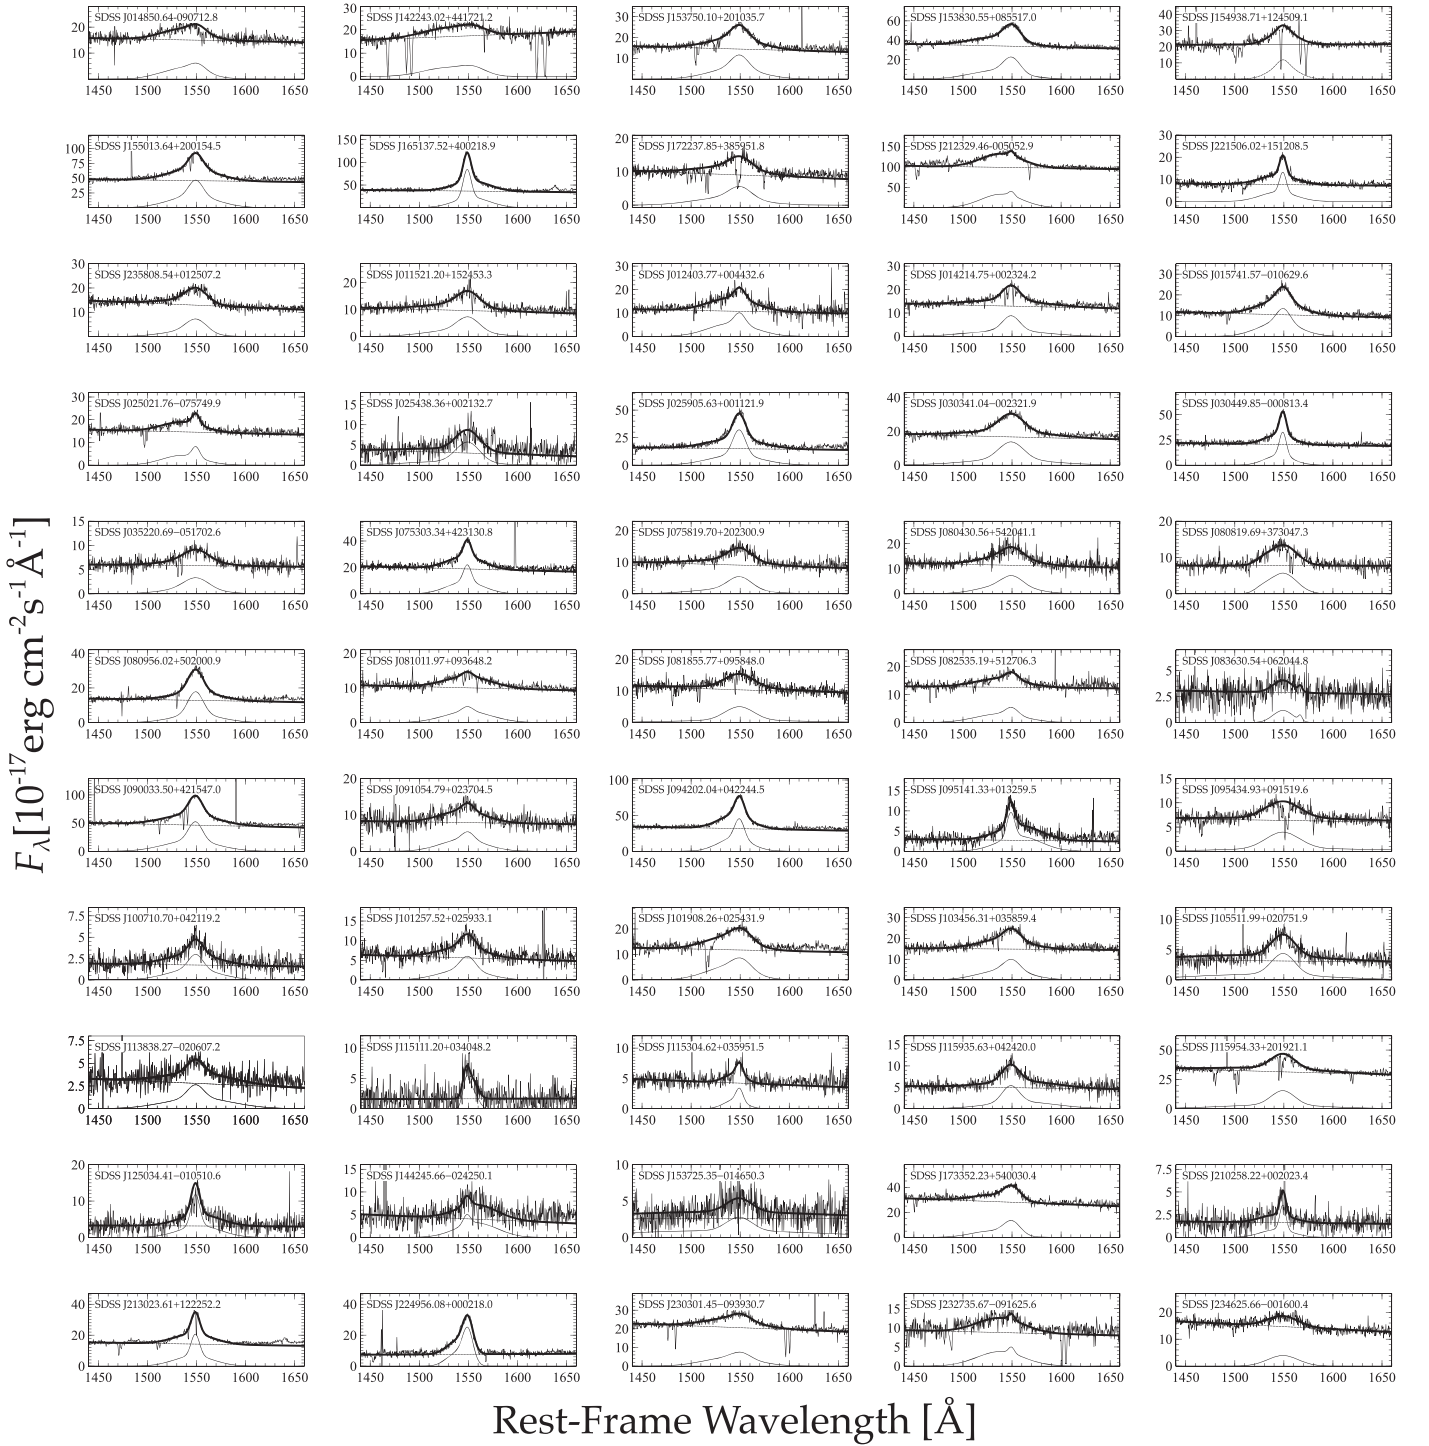 SDSS J014850.64-090712.8
SDSS J142243.02+441721.2
SDSS J153750.10+201035.7
SDSS J153830.55+085517.0
SDSS J154938.71+124509.1
SDSS J155013.64+200154.5
SDSS J165137.52+400218.9
SDSS J172237.85+385951.8
SDSS J212329.46-005052.9
SDSS J221506.02+151208.5
SDSS J235808.54+012507.2
SDSS J011521.20+152453.3
SDSS J012403.77+004432.6
SDSS J014214.75+002324.2
SDSS J015741.57-010629.6
SDSS J025021.76-075749.9
SDSS J025438.36+002132.7
SDSS J025905.63+001121.9
SDSS J030341.04-002321.9
SDSS J030449.85-000813.4
SDSS J035220.69-051702.6
SDSS J075303.34+423130.8
SDSS J075819.70+202300.9
SDSS J080430.56+542041.1
SDSS J080819.69+373047.3
SDSS J080956.02+502000.9
SDSS J081011.97+093648.2
SDSS J081855.77+095848.0
SDSS J082535.19+512706.3
SDSS J083630.54+062044.8
SDSS J090033.50+421547.0
SDSS J091054.79+023704.5
SDSS J094202.04+042244.5
SDSS J095141.33+013259.5
SDSS J095434.93+091519.6
SDSS J100710.70+042119.2
SDSS J101257.52+025933.1
SDSS J101908.26+025431.9
SDSS J103456.31+035859.4
SDSS J105511.99+020751.9
SDSS J113838.27-020607.2
SDSS J115111.20+034048.2
SDSS J115304.62+035951.5
SDSS J115935.63+042420.0
SDSS J115954.33+201921.1
SDSS J125034.41-010510.6
SDSS J144245.66-024250.1
SDSS J153725.35-014650.3
SDSS J173352.23+540030.4
SDSS J210258.22+002023.4
SDSS J213023.61+122252.2
SDSS J224956.08+000218.0
SDSS J230301.45-093930.7
SDSS J232735.67-091625.6
SDSS J234625.66-001600.4
1450 1500 1550 1600 1650
Fλ[10-17erg cm-2s-1 Å-1]
Rest-Frame Wavelength [Å]